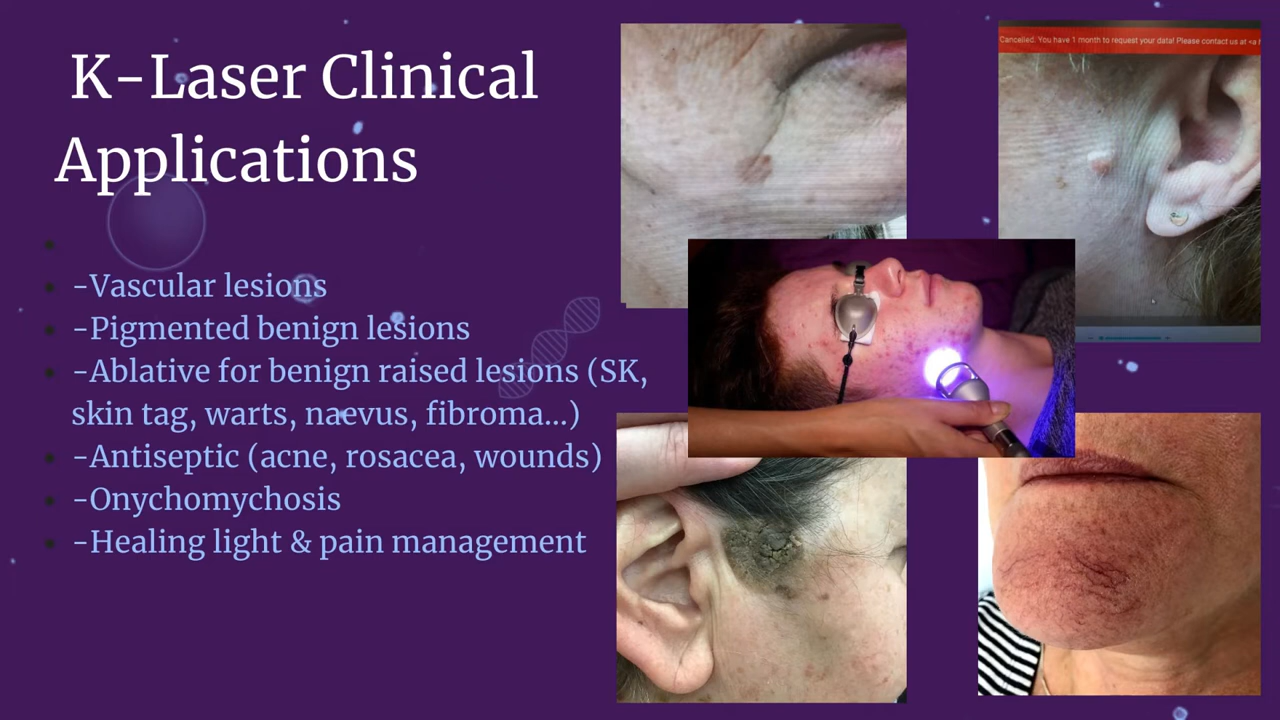 K-Laser Clinical
Applications
-Vascular lesions
-Pigmented benign lesions
-Ablative for benign raised lesions (SK,
skin tag, warts, naevus, fibroma...)
-Antiseptic (acne, rosacea, wounds)
-Onychomychosis
-Healing light & pain management
Cancelled. You have 1 month to request your data! Please contact us at <a